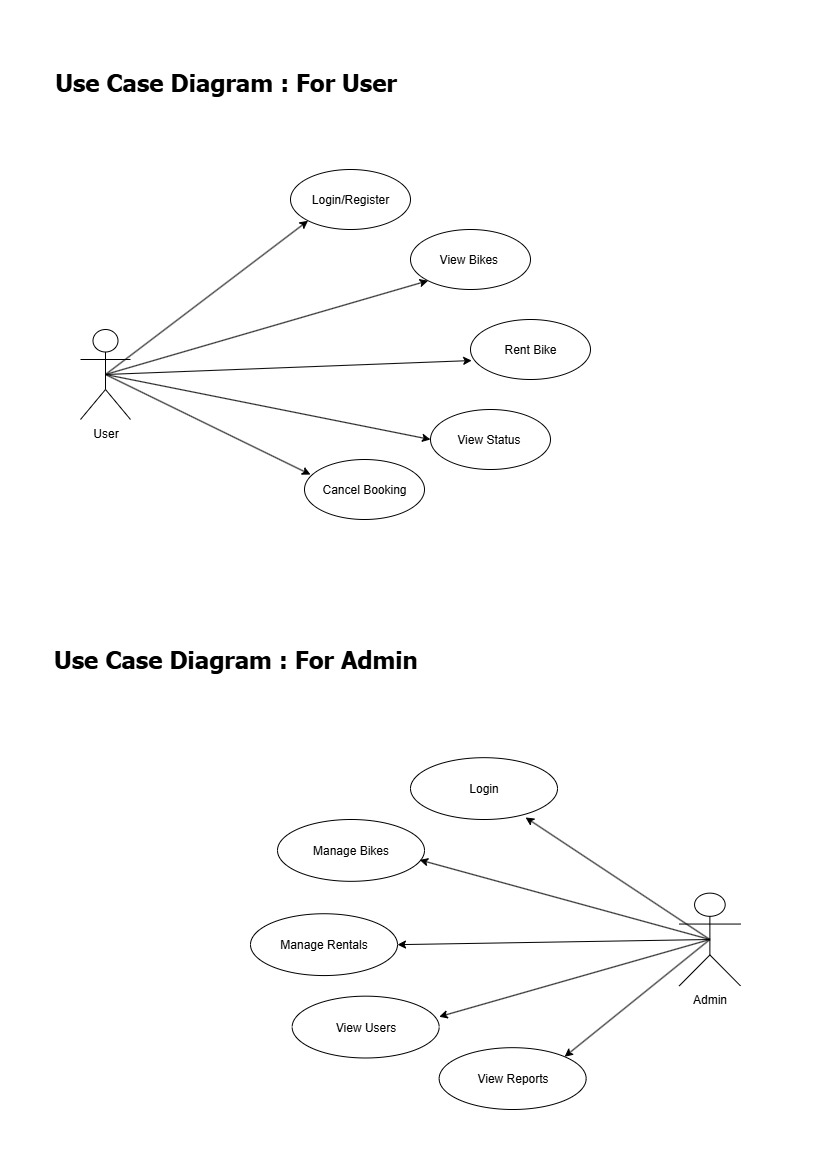 Use Case Diagram : For User
Login/Register
View Bikes
Rent Bike
User
View Status
Cancel Booking
Use Case Diagram : For Admin
Login
Manage Bikes
Manage Rentals
Admin
View Users
View Reports